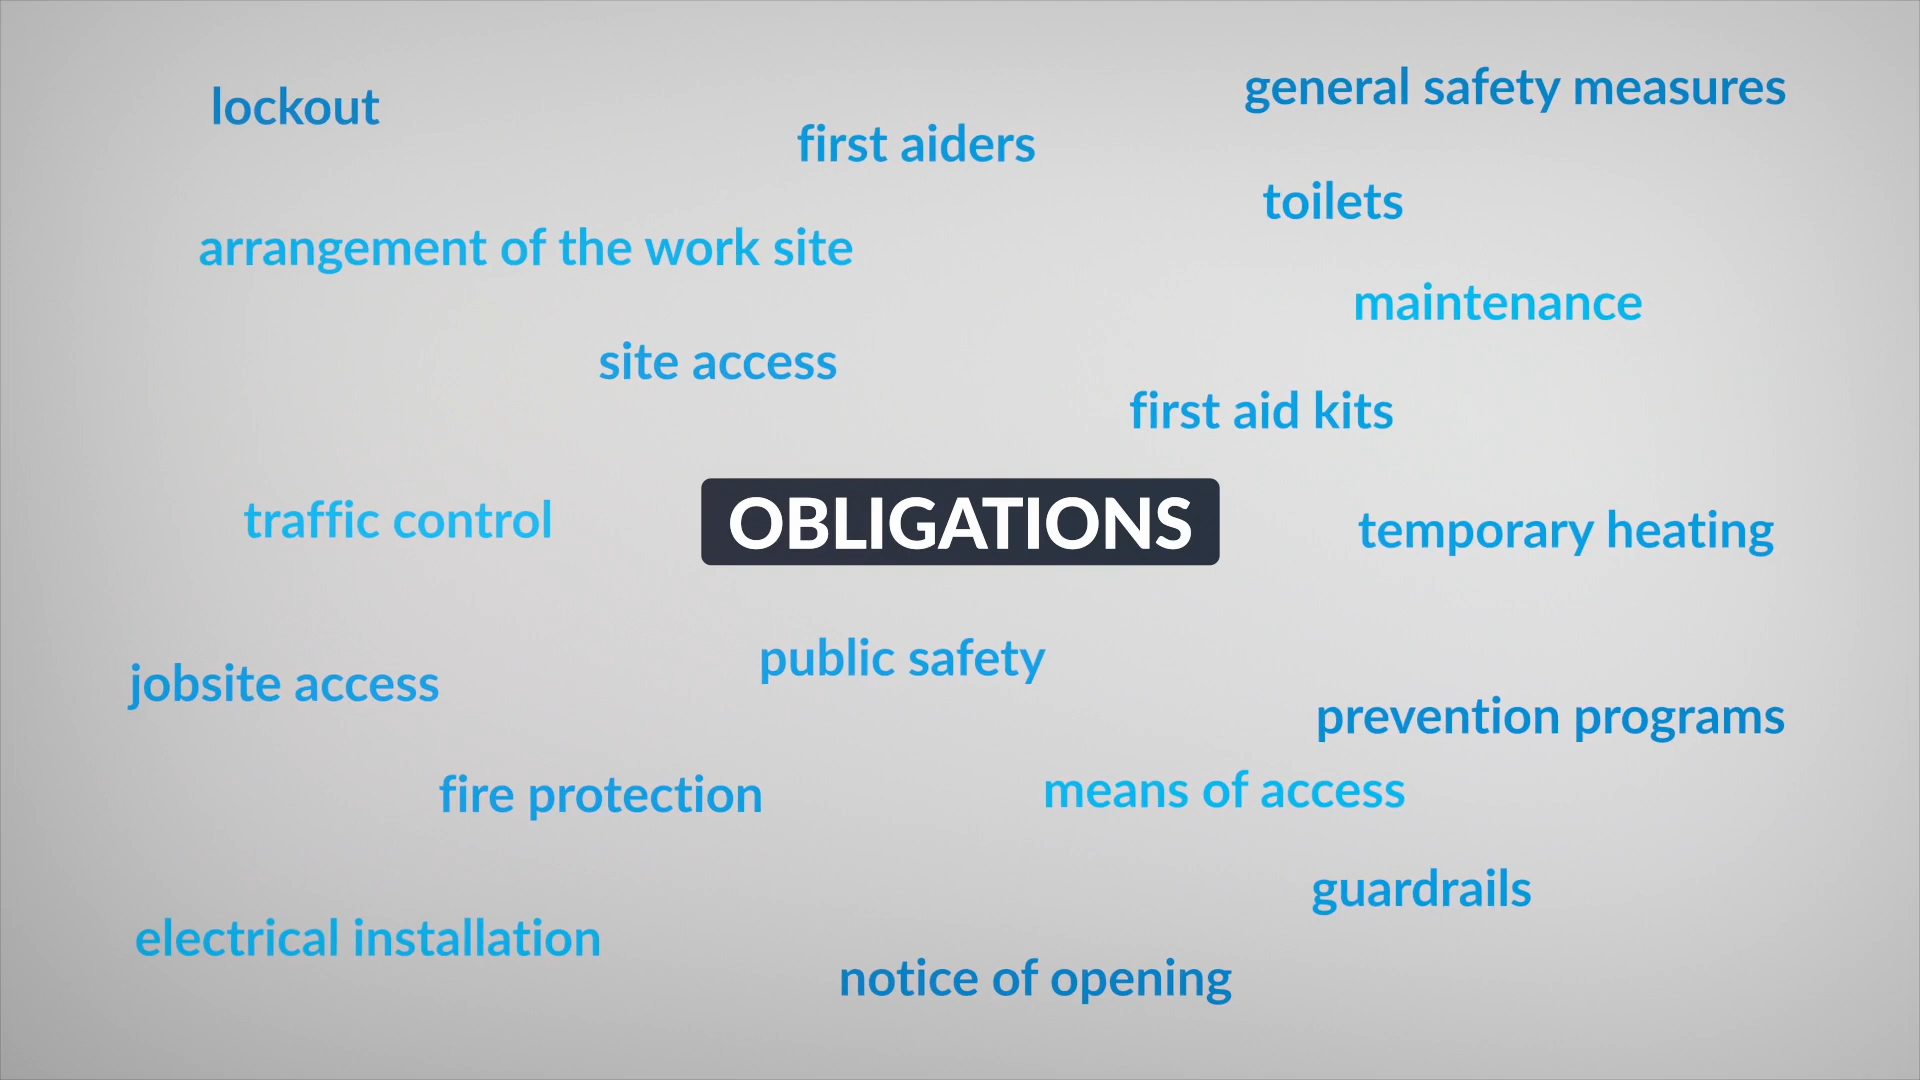 general safety measures
lockout
first aiders
toilets
arrangement of the work site
maintenance
site access
first aid kits
traffic control
OBLIGATIONS
temporary heating
public safety
jobsite access
prevention programs
fire protection
means of access
guardrails
electrical installation
notice of opening